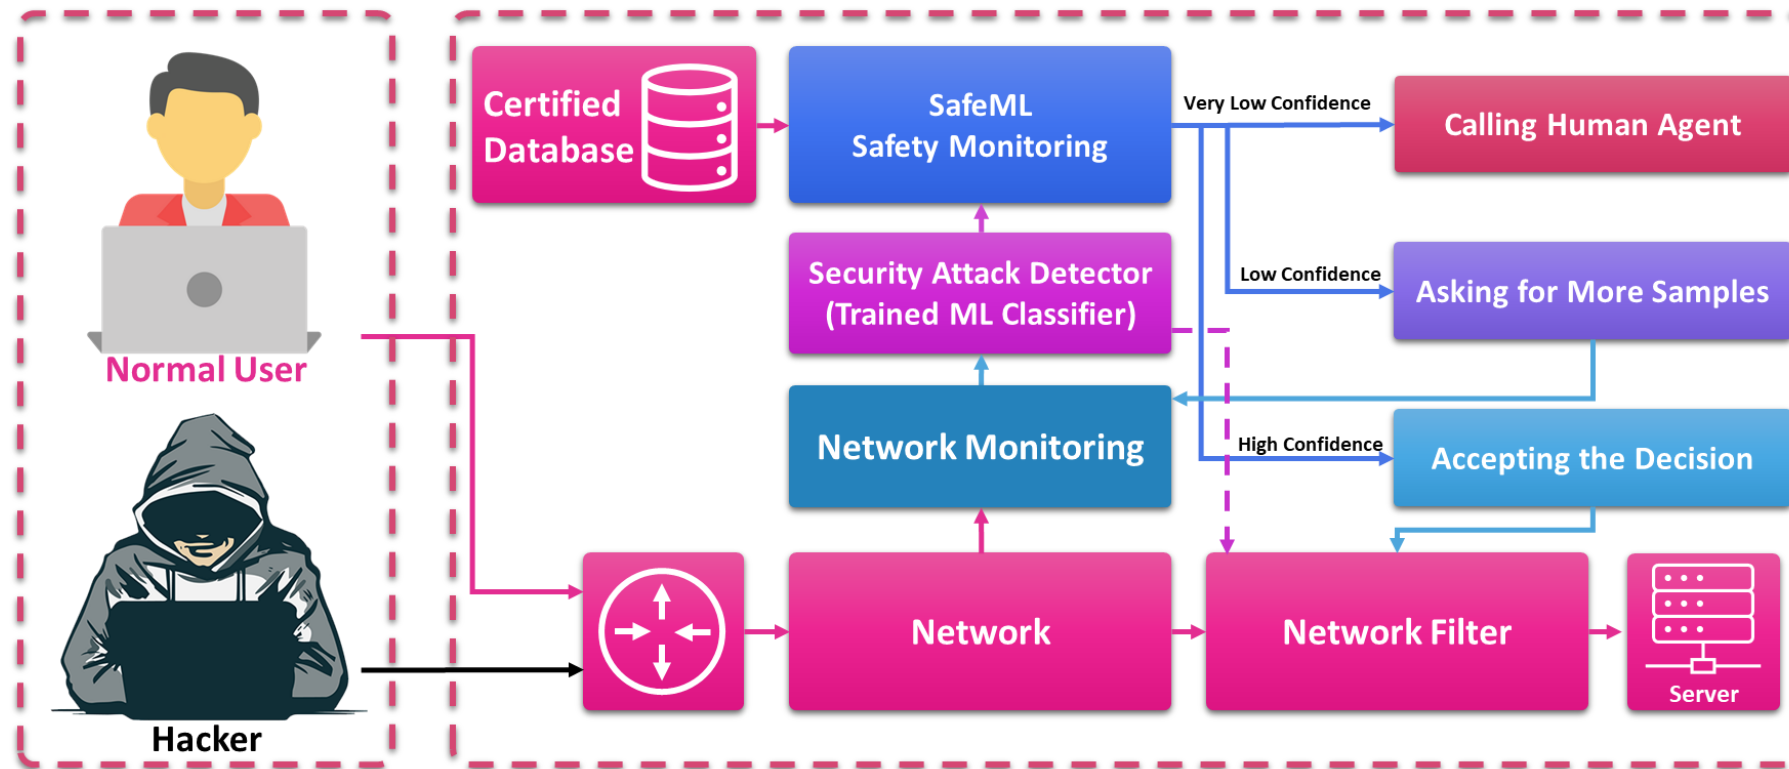 Normal User
Hacker
Certified
Database
SafeML
Safety Monitoring
Very Low Confidence
Calling Human Agent
Security Attack Detector
(Trained ML Classifier)
Low Confidence
Asking for More Samples
Network Monitoring
High Confidence
Accepting the Decision
Network
Network Filter
Server